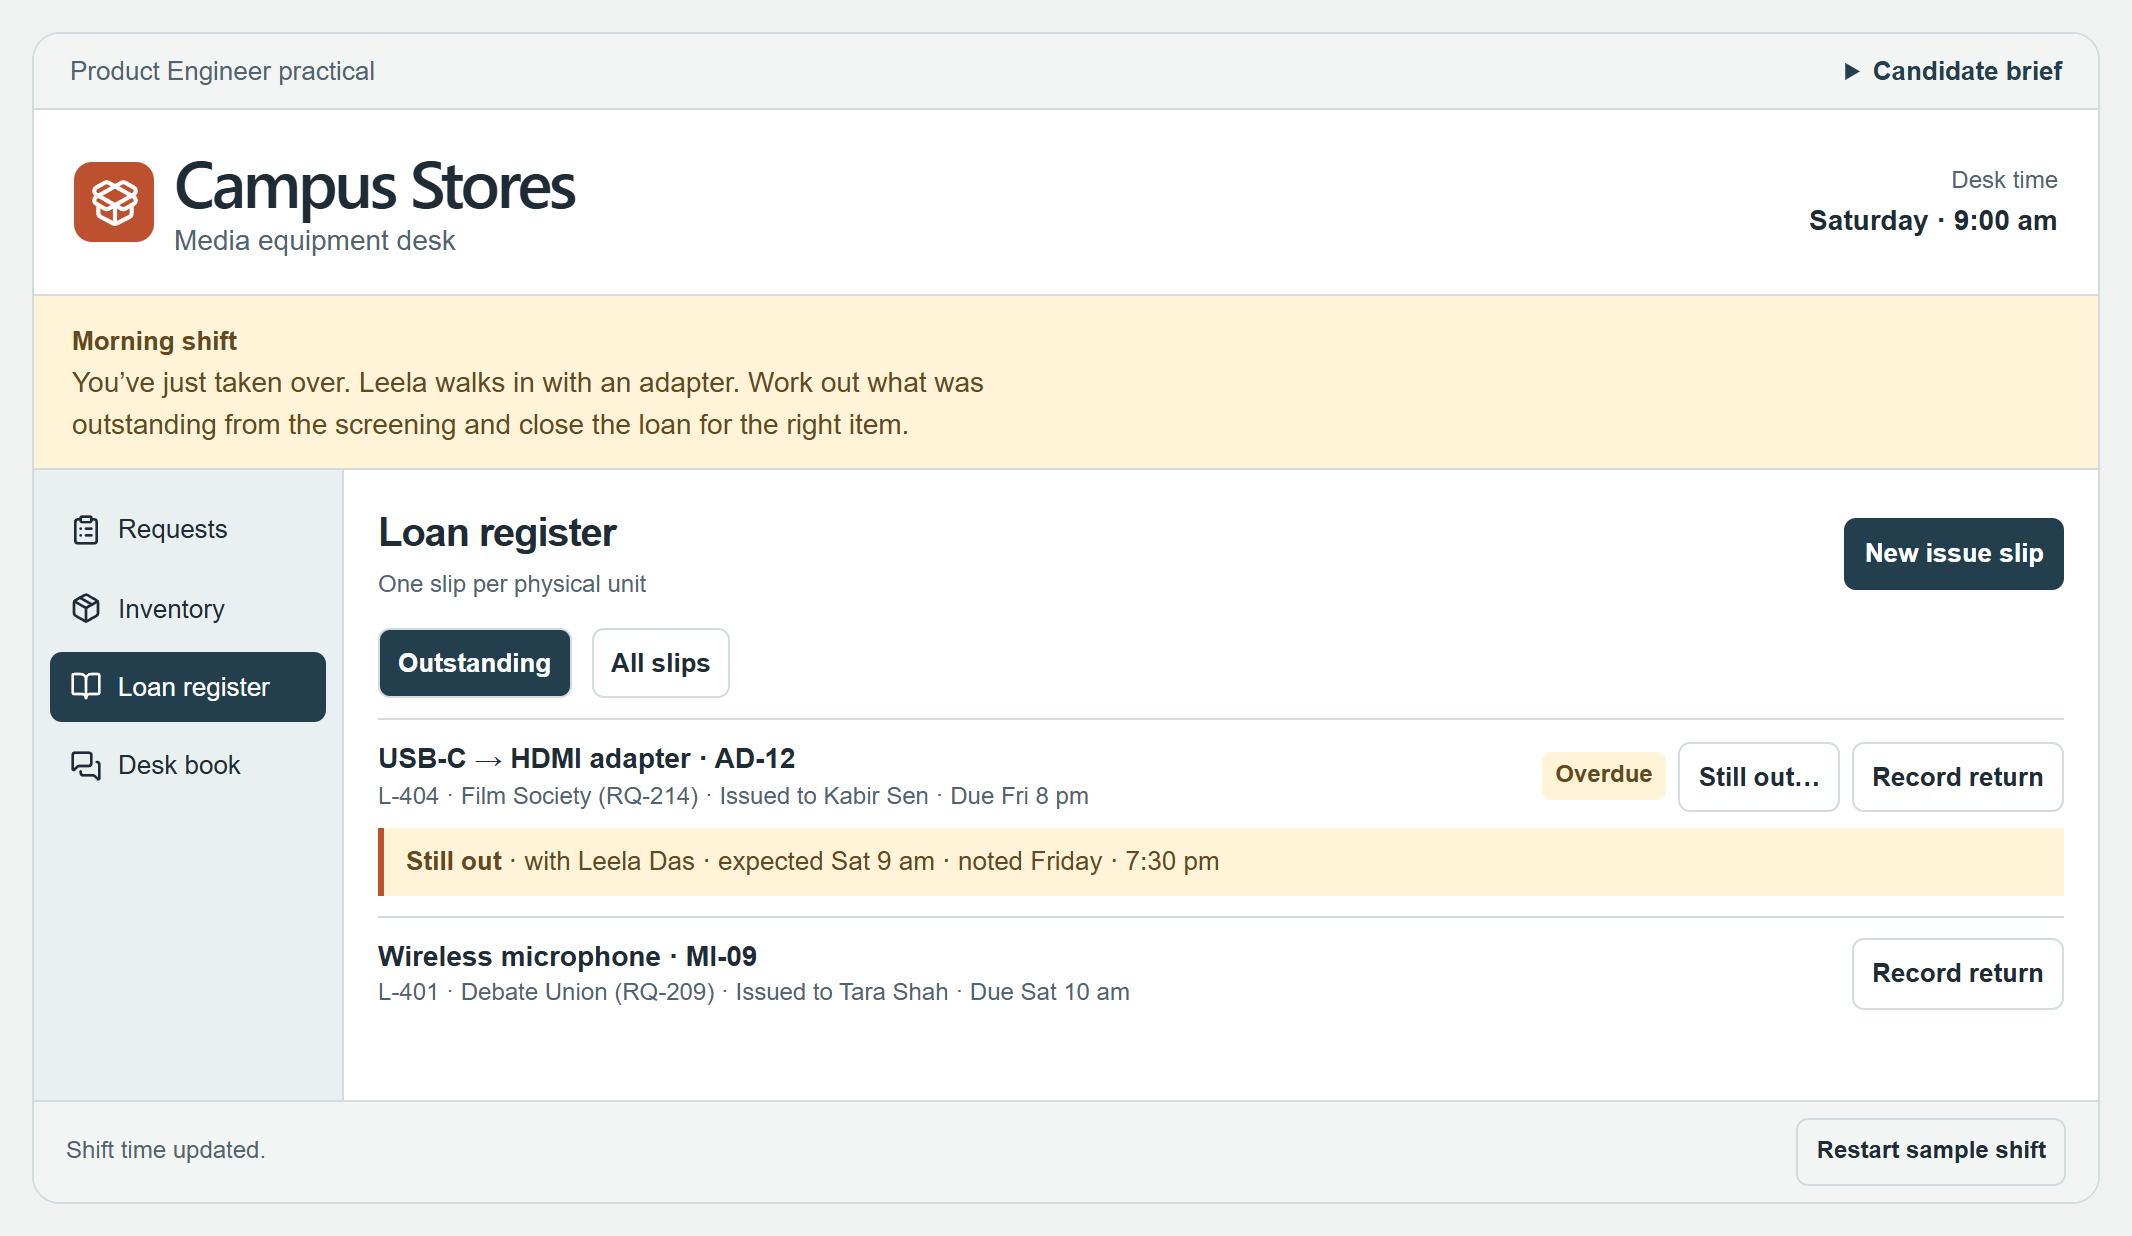 Product Engineer practical
▶ Candidate brief
Campus Stores
Media equipment desk
Desk time
Saturday · 9:00 am
Morning shift
You’ve just taken over. Leela walks in with an adapter. Work out what was
outstanding from the screening and close the loan for the right item.
Requests
Inventory
Loan register
Desk book
Loan register
One slip per physical unit
New issue slip
Outstanding
All slips
USB-C → HDMI adapter · AD-12
L-404 · Film Society (RQ-214) · Issued to Kabir Sen · Due Fri 8 pm
Overdue
Still out…
Record return
Still out · with Leela Das · expected Sat 9 am · noted Friday · 7:30 pm
Wireless microphone · MI-09
L-401 · Debate Union (RQ-209) · Issued to Tara Shah · Due Sat 10 am
Record return
Shift time updated.
Restart sample shift